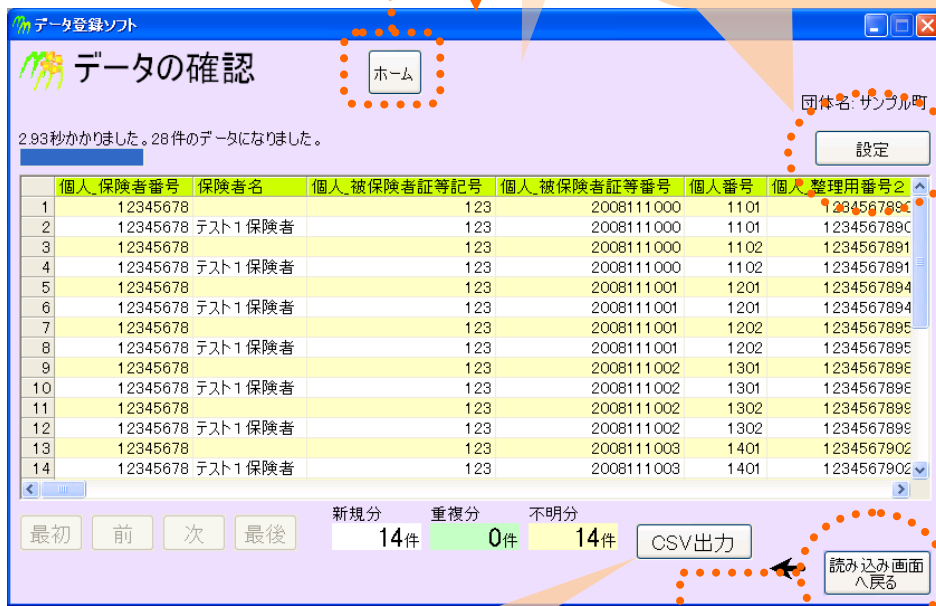 データ登録ソフト
データの確認
ホーム
団体名: サンプル町
2.93秒かかりました。28件のデータになりました。
設定
個人_保険者番号 保険者名 個人_被保険者証等記号 個人_被保険者証等番号 個人番号 個人_整理用番号2
1 12345678 123 2008111000 1101
2 12345678 テスト1保険者 123 2008111000 1101 1234567890
3 12345678 123 2008111000 1102 1234567891
4 12345678 テスト1保険者 123 2008111000 1102 1234567891
5 12345678 123 2008111001 1201 1234567894
6 12345678 テスト1保険者 123 2008111001 1201 1234567894
7 12345678 123 2008111001 1202 1234567895
8 12345678 テスト1保険者 123 2008111001 1202 1234567895
9 12345678 123 2008111002 1301 1234567898
10 12345678 テスト1保険者 123 2008111002 1301 1234567898
11 12345678 123 2008111002 1302 1234567899
12 12345678 テスト1保険者 123 2008111002 1302 1234567899
13 12345678 123 2008111003 1401 1234567902
14 12345678 テスト1保険者 123 2008111003 1401 1234567902
新規分 重複分 不明分
最初 前 次 最後 14件 0件 14件 CSV出力
読み込み画面
へ戻る